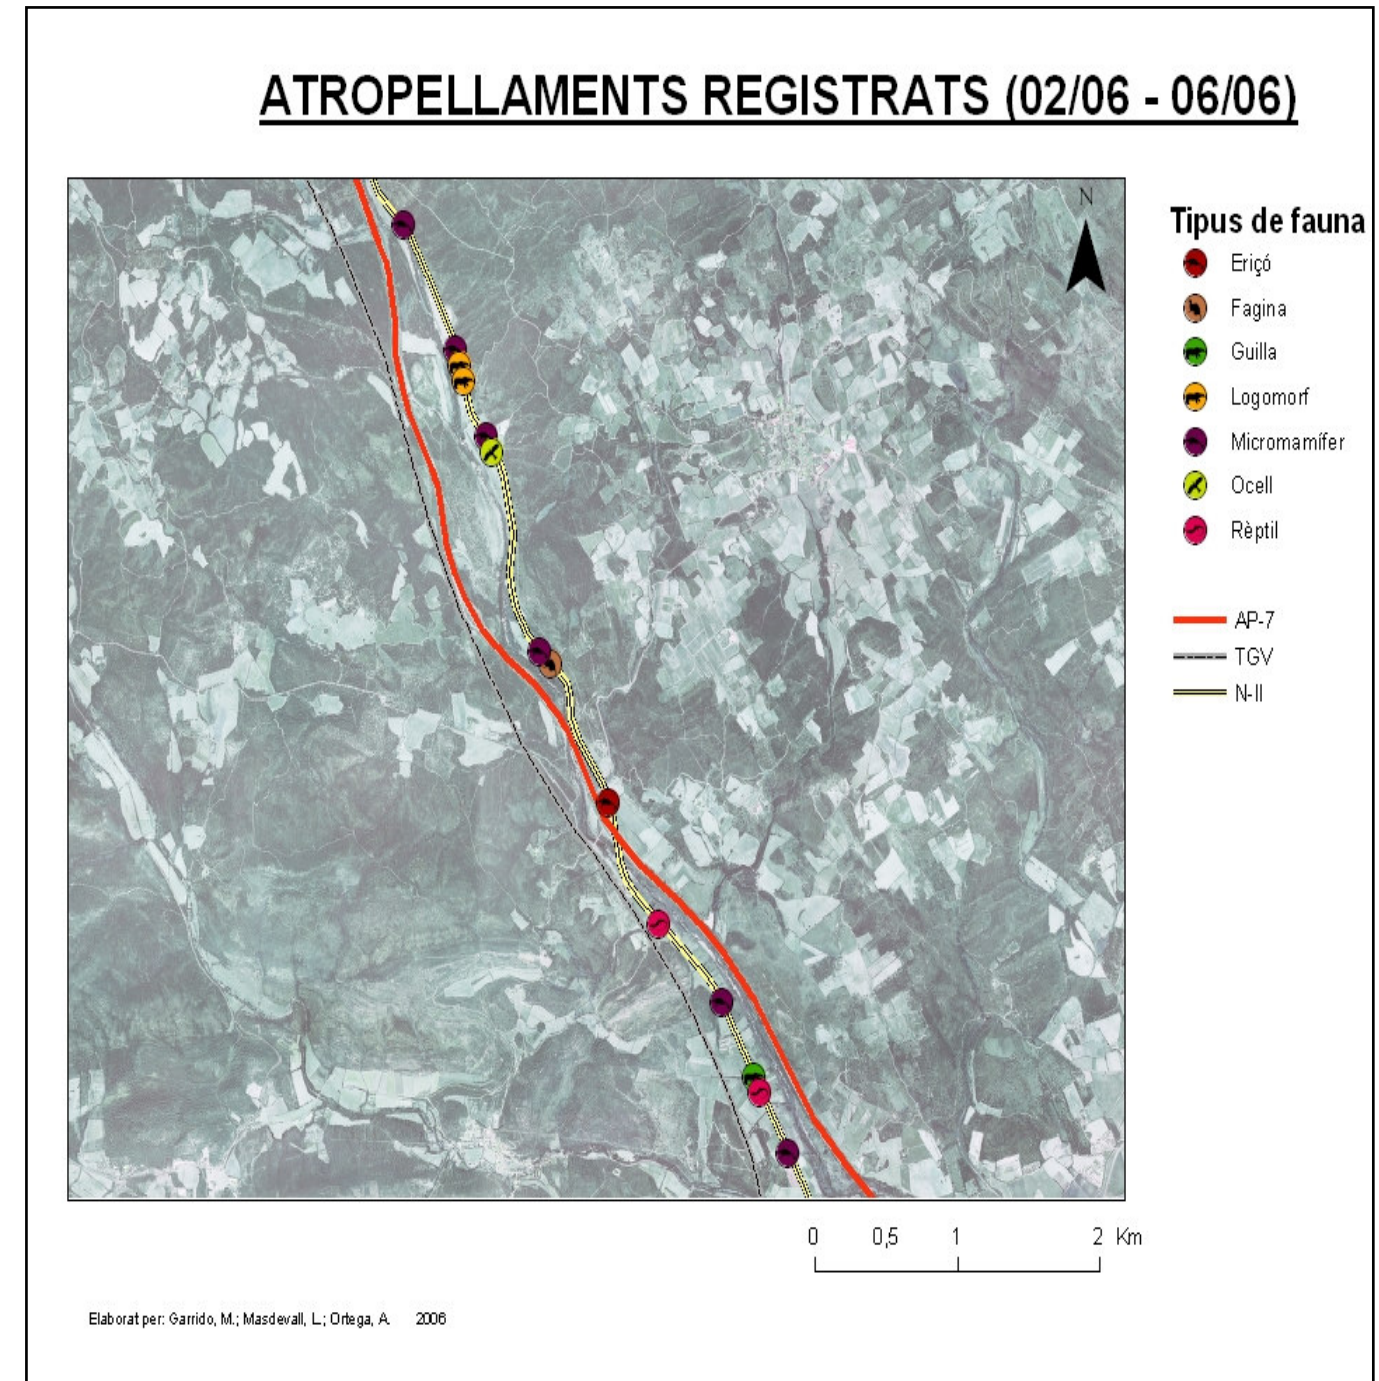 ATROPELLAMENTS REGISTRATS (02/06 - 06/06)
N
Tipus de fauna
Eriçó
Fagina
Guilla
Logomorf
Micromamífer
Ocell
Rèptil
AP-7
TGV
N-II
0 0,5 1 2 Km
Elaborat per: Garrido, M.; Masdevall, L.; Ortega, A. 2006